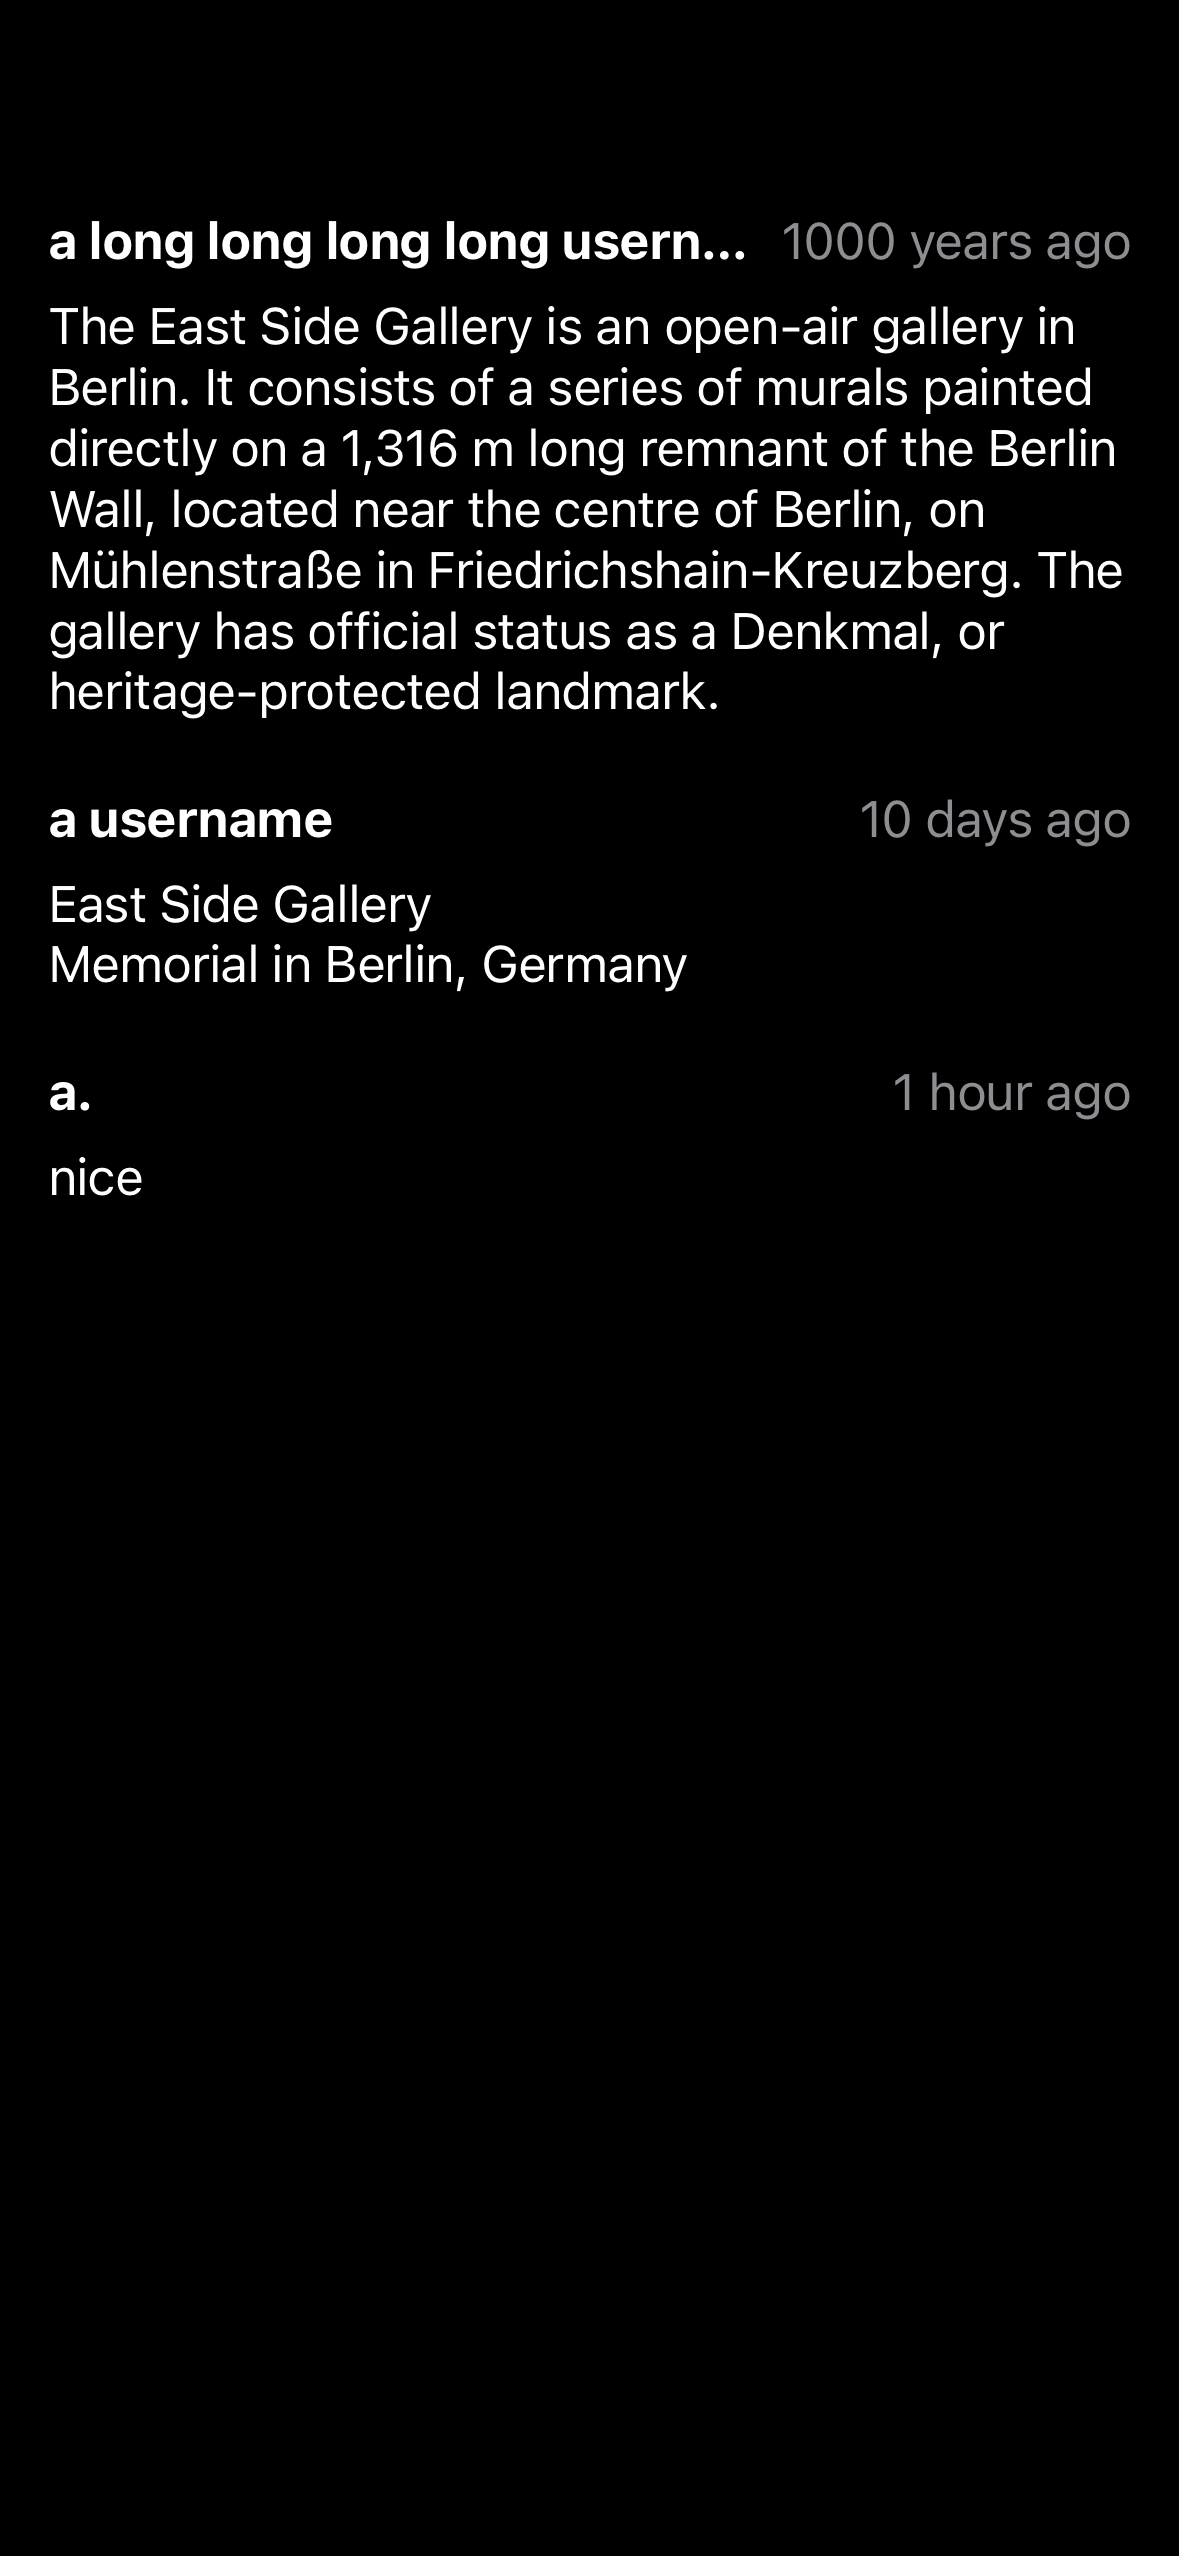 a long long long long usern... 1000 years ago
The East Side Gallery is an open-air gallery in
Berlin. It consists of a series of murals painted
directly on a 1,316 m long remnant of the Berlin
Wall, located near the centre of Berlin, on
Mühlenstraße in Friedrichshain-Kreuzberg. The
gallery has official status as a Denkmal, or
heritage-protected landmark.
a username 10 days ago
East Side Gallery
Memorial in Berlin, Germany
a. 1 hour ago
nice